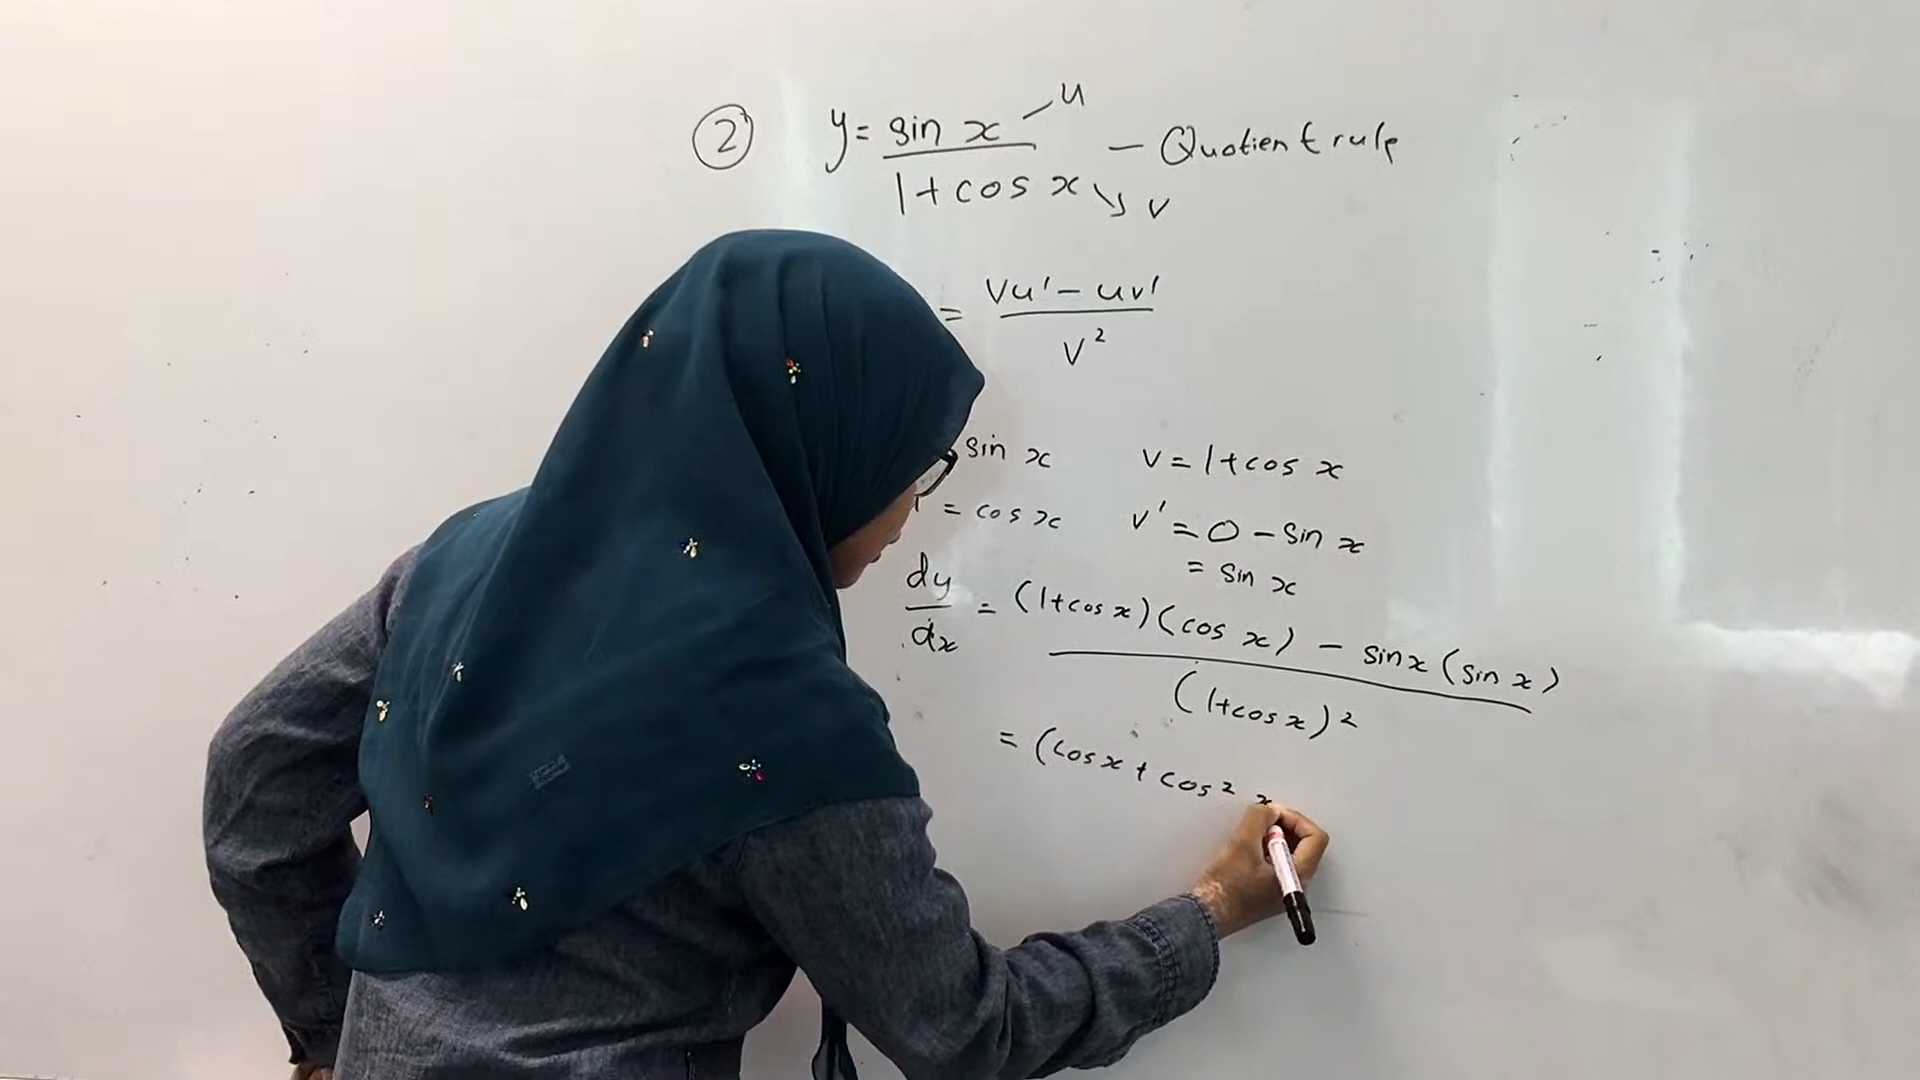 ② y = sin x / 1 + cos x — Quotient rule
u
v
= vu' - uv' / v²
sin x v = 1 + cos x
' = cos x v' = 0 - sin x
= sin x
dy/dx = (1+cos x)(cos x) - sin x (sin x) / (1+cos x)²
= (cos x + cos² x